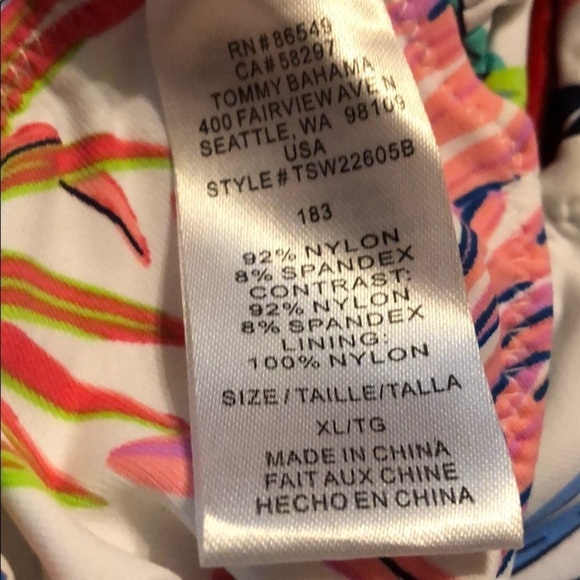 RN# 86549
CA# 58297
TOMMY BAHAMA
400 FAIRVIEW AVE N
SEATTLE, WA 98109
USA
STYLE# TSW22605B
183
92% NYLON
8% SPANDEX
CONTRAST:
92% NYLON
8% SPANDEX
LINING:
100% NYLON
SIZE/TAILLE/TALLA
XL/TG
MADE IN CHINA
FAIT AUX CHINE
HECHO EN CHINA